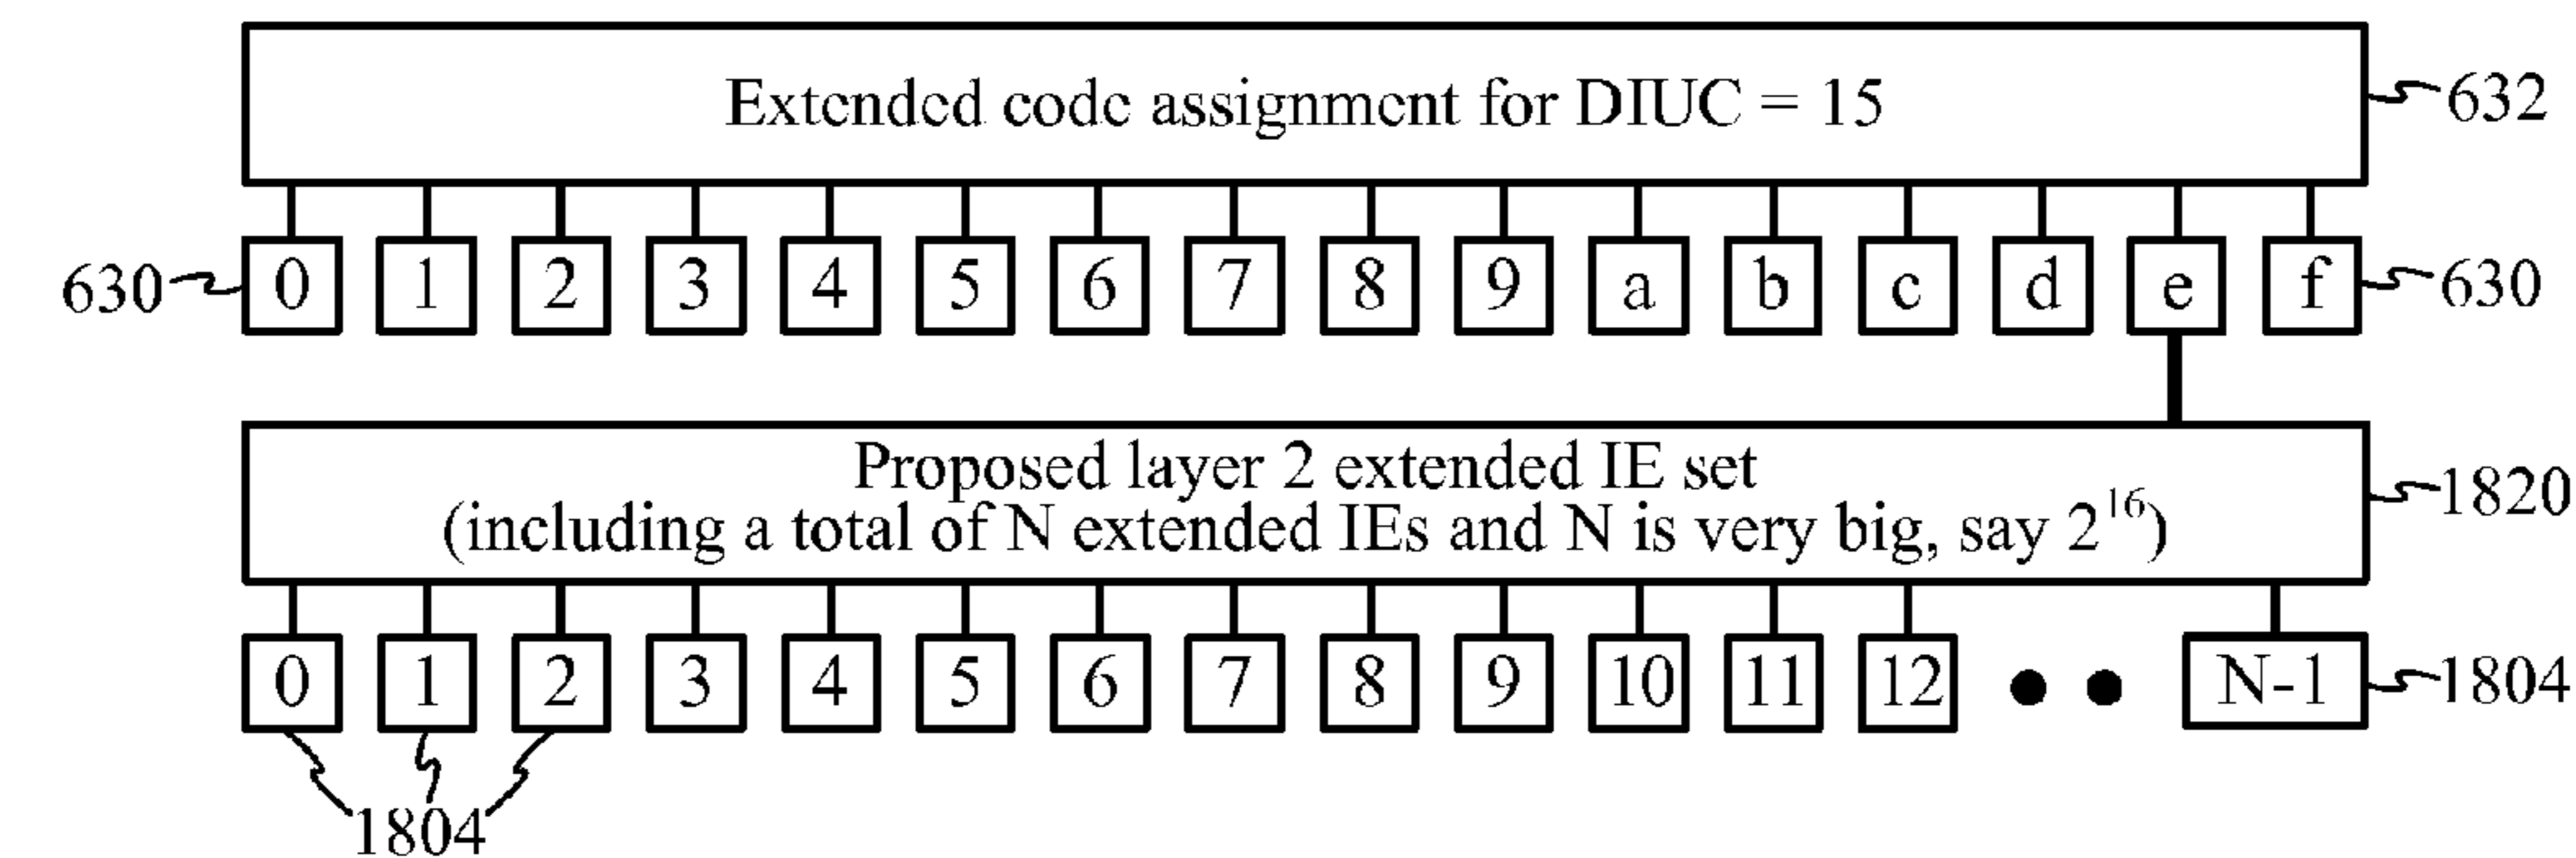 Extended code assignment for DIUC = 15
632
630 0 1 2 3 4 5 6 7 8 9 a b c d e f 630
Proposed layer 2 extended IE set
(including a total of N extended IEs and N is very big, say 2¹⁶)
1820
0 1 2 3 4 5 6 7 8 9 10 11 12 ● ● N-1 1804
1804